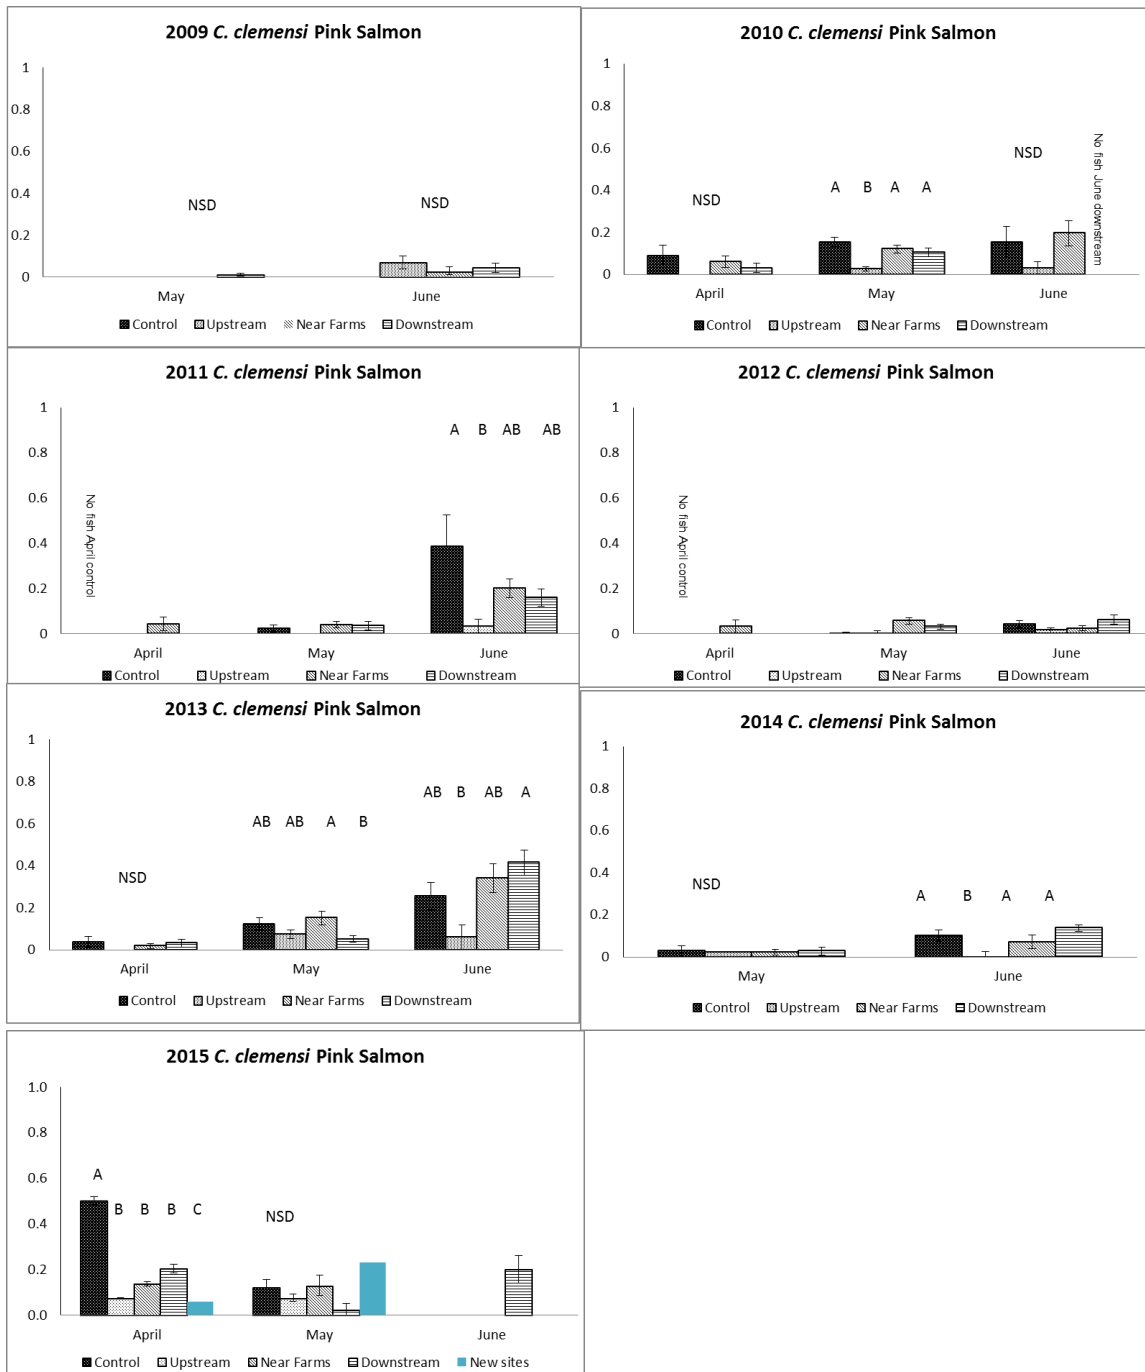 2009 C. clemensi Pink Salmon
1
0.8
0.6
0.4
0.2
0
NSD
NSD
May
June
Control Upstream Near Farms Downstream
2010 C. clemensi Pink Salmon
1
0.8
0.6
0.4
0.2
0
NSD
A B A A
NSD
No fish June downstream
April
May
June
Control Upstream Near Farms Downstream
2011 C. clemensi Pink Salmon
1
0.8
0.6
0.4
0.2
0
No fish April control
A B AB AB
April
May
June
Control Upstream Near Farms Downstream
2012 C. clemensi Pink Salmon
1
0.8
0.6
0.4
0.2
0
No fish April control
April
May
June
Control Upstream Near Farms Downstream
2013 C. clemensi Pink Salmon
1
0.8
0.6
0.4
0.2
0
NSD
AB AB A B
AB B AB A
April
May
June
Control Upstream Near Farms Downstream
2014 C. clemensi Pink Salmon
1
0.8
0.6
0.4
0.2
0
NSD
A B A A
May
June
Control Upstream Near Farms Downstream
2015 C. clemensi Pink Salmon
1.0
0.8
0.6
0.4
0.2
0.0
A
B B B C
NSD
April
May
June
Control Upstream Near Farms Downstream New sites